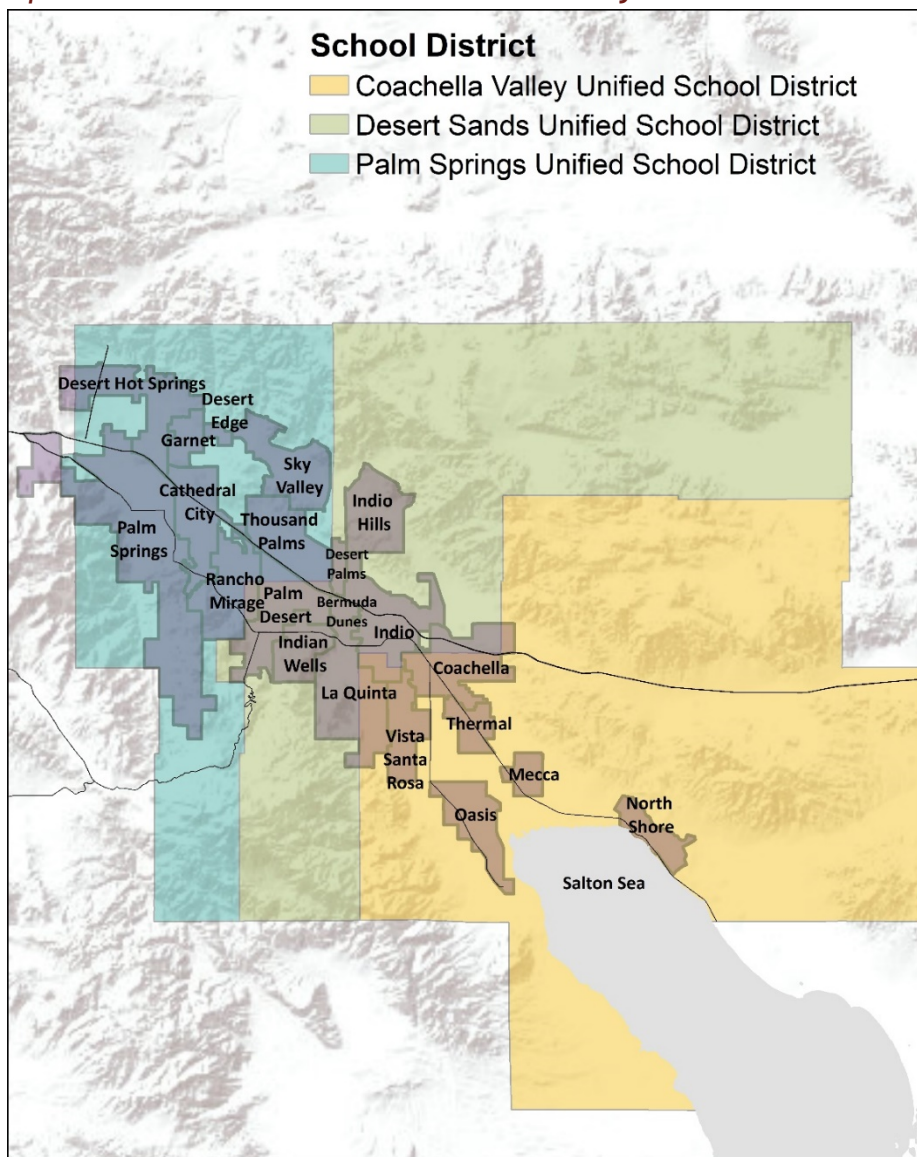 School District
Coachella Valley Unified School District
Desert Sands Unified School District
Palm Springs Unified School District
Desert Hot Springs
Desert
Edge
Garnet
Sky
Valley
Cathedral
City
Indio
Hills
Thousand
Palms
Palm
Springs
Desert
Palms
Rancho
Mirage
Palm
Desert
Bermuda
Dunes
Indio
Indian
Wells
Coachella
La Quinta
Thermal
Vista
Santa
Rosa
Mecca
Oasis
North
Shore
Salton Sea